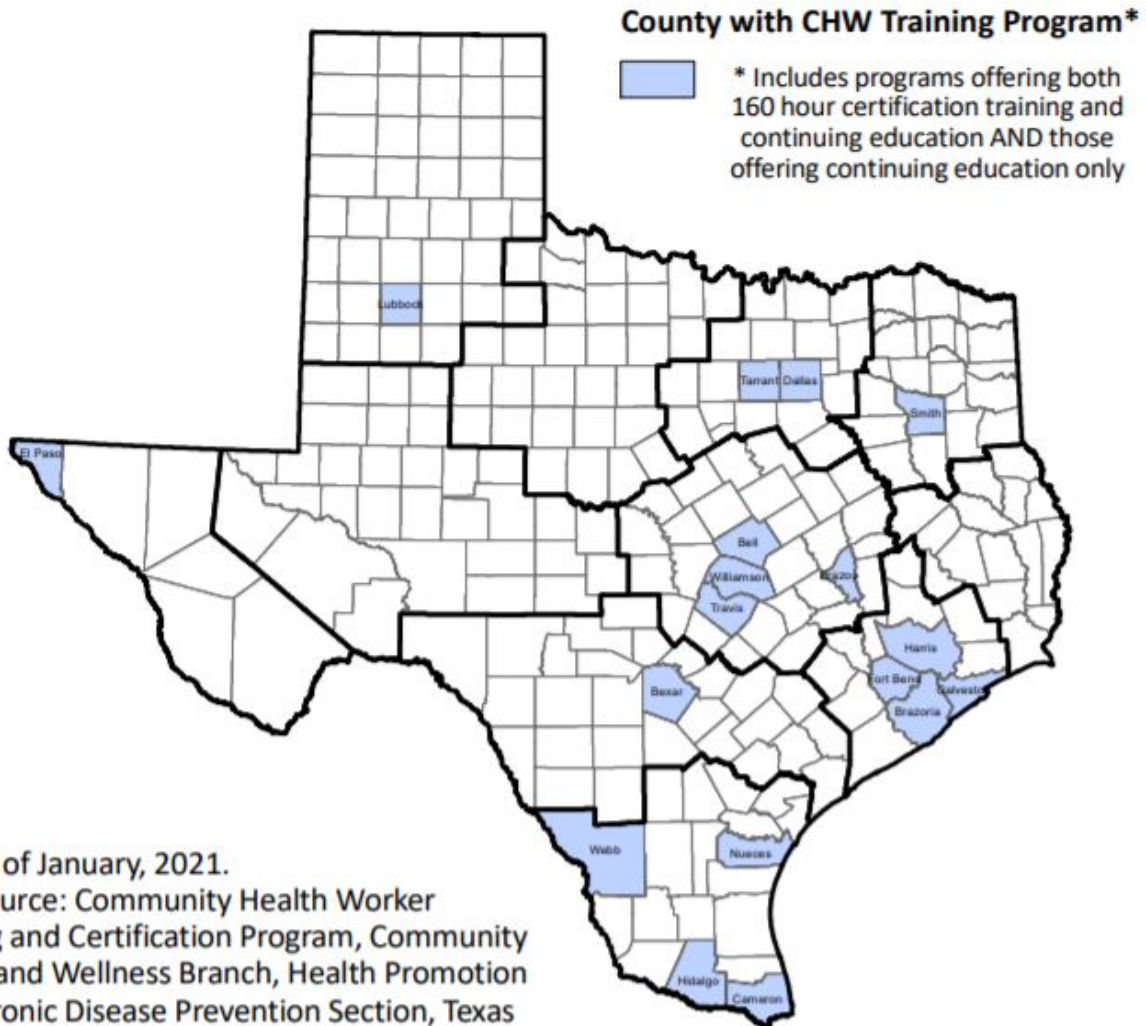 County with CHW Training Program*
* Includes programs offering both
160 hour certification training and
continuing education AND those
offering continuing education only
Lubbock
Tarrant Dallas
Smith
El Paso
Bell
Williamson
Brazos
Travis
Harris
Fort Bend
Galveston
Bexar
Brazoria
Webb
Nueces
Hidalgo
Camaron
of January, 2021.
urce: Community Health Worker
g and Certification Program, Community
and Wellness Branch, Health Promotion
ronic Disease Prevention Section, Texas